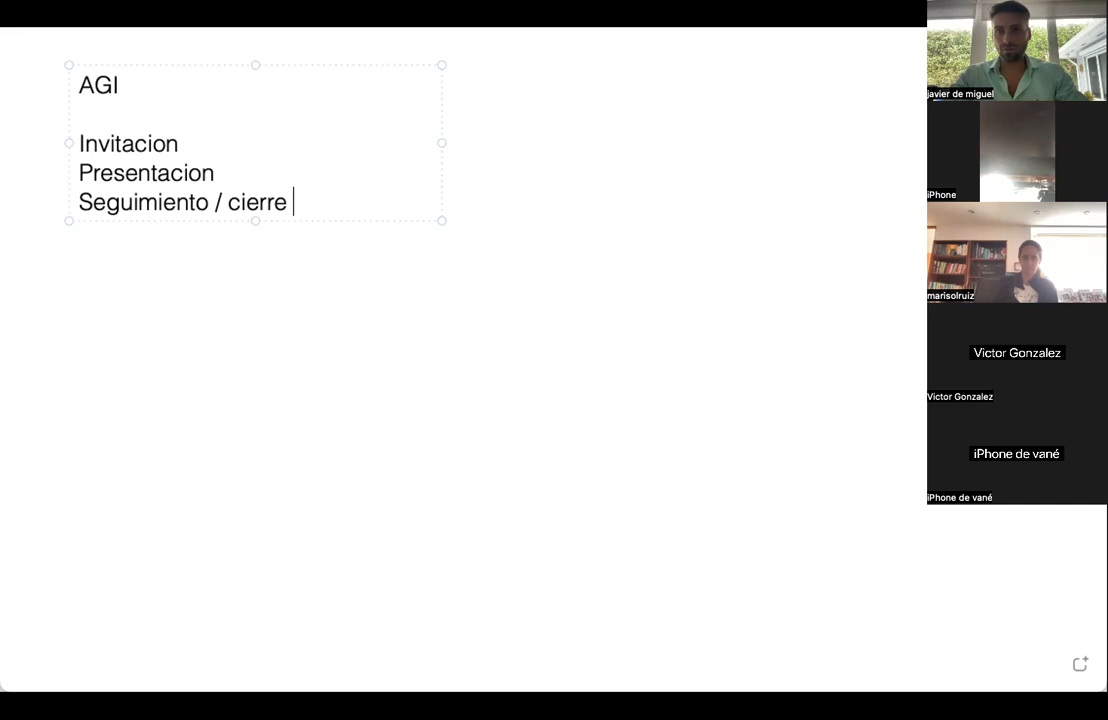 AGI
Invitacion
Presentacion
Seguimiento / cierre
javier de miguel
iPhone
marisolruiz
Victor Gonzalez
Victor Gonzalez
iPhone de vané
iPhone de vané